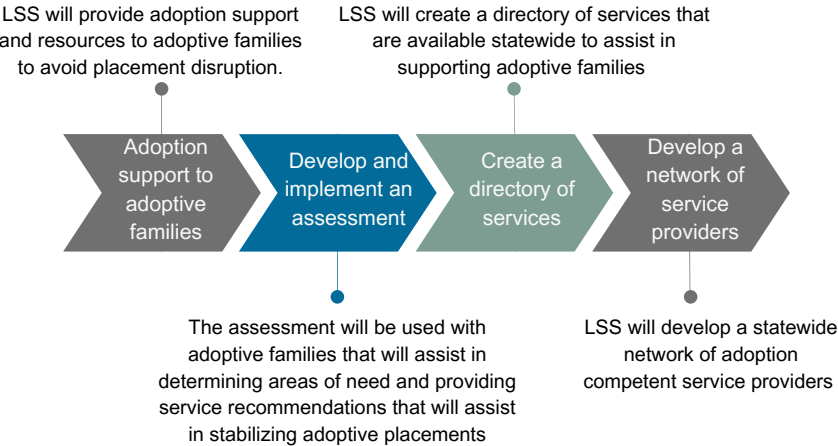 LSS will provide adoption support
and resources to adoptive families
to avoid placement disruption.
LSS will create a directory of services that
are available statewide to assist in
supporting adoptive families
Adoption
support to
adoptive
families
Develop and
implement an
assessment
Create a
directory of
services
Develop a
network of
service
providers
The assessment will be used with
adoptive families that will assist in
determining areas of need and providing
service recommendations that will assist
in stabilizing adoptive placements
LSS will develop a statewide
network of adoption
competent service providers